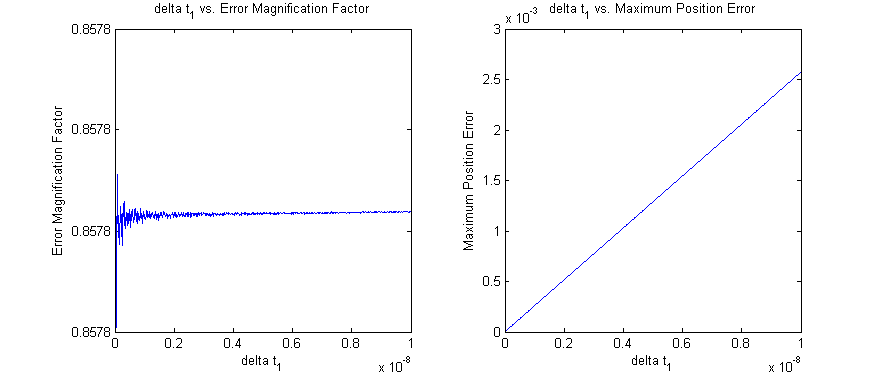 delta t1 vs. Error Magnification Factor
0.8578
0.8578
0.8578
0.8578
Error Magnification Factor
0
0.2
0.4
0.6
0.8
1
delta t1
x 10-8
x 10-3
delta t1 vs. Maximum Position Error
3
2.5
2
1.5
1
0.5
0
Maximum Position Error
0
0.2
0.4
0.6
0.8
1
delta t1
x 10-8